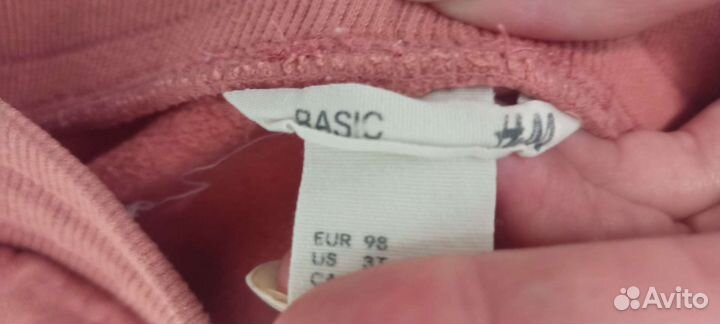 BASIC H&M
EUR 98
US 3T
Avito